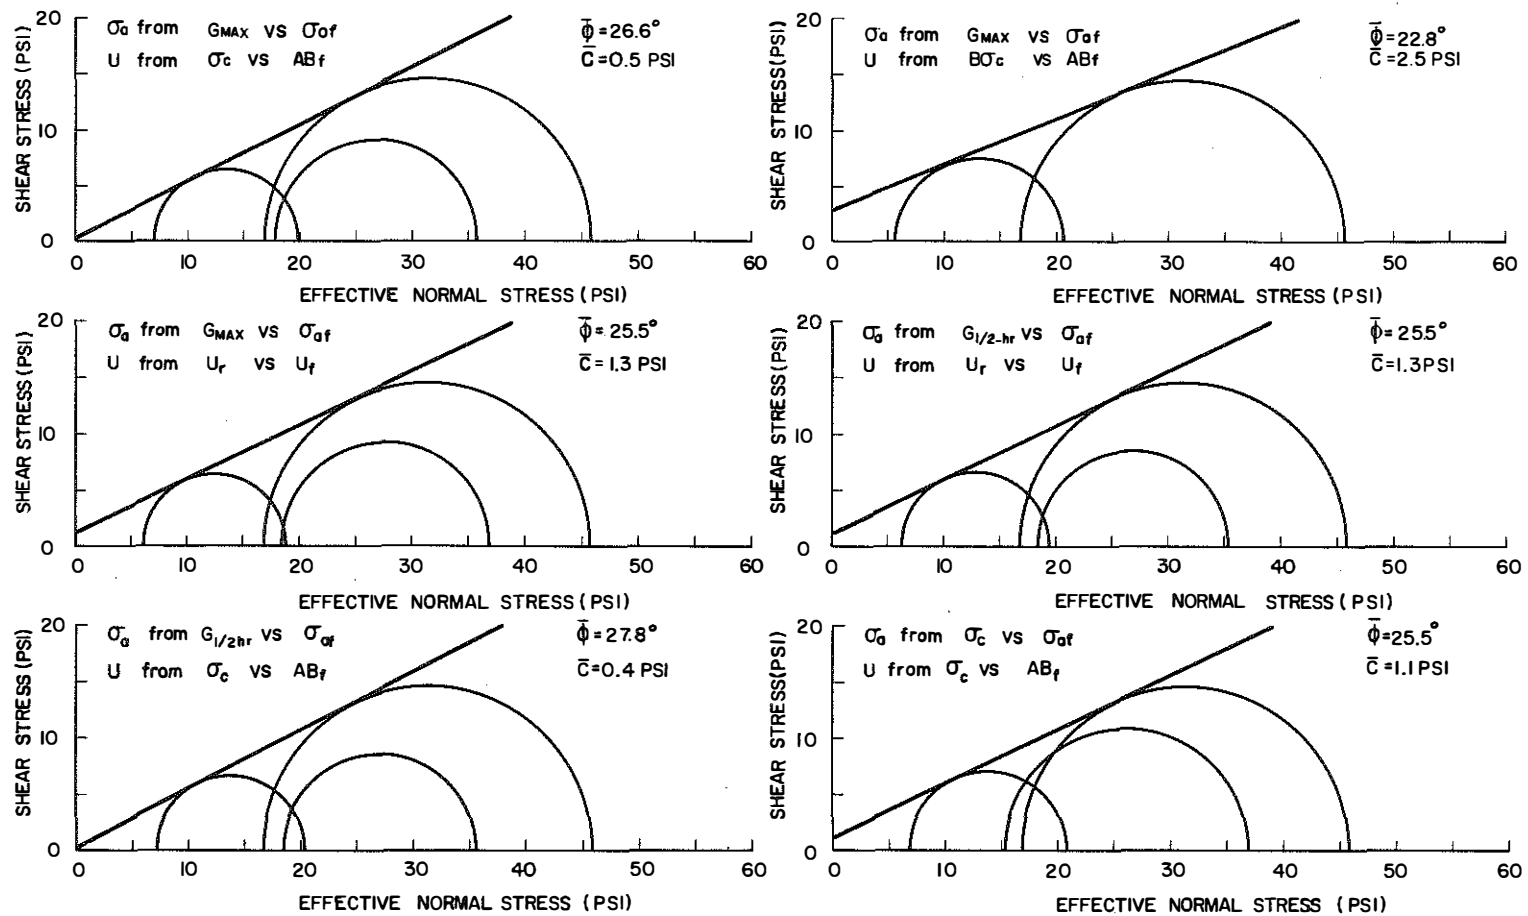 20
σa from GMAX vs σaf
U from σc vs ABf
Φ̄=26.6°
C̄=0.5 PSI
SHEAR STRESS (PSI)
10
0
0 10 20 30 40 50 60
EFFECTIVE NORMAL STRESS (PSI)
20
σa from GMAX vs σaf
U from Bσc vs ABf
Φ̄=22.8°
C̄=2.5 PSI
SHEAR STRESS (PSI)
10
0
0 10 20 30 40 50 60
EFFECTIVE NORMAL STRESS (PSI)
20
σa from GMAX vs σaf
U from Ur vs Uf
Φ̄=25.5°
C̄=1.3 PSI
SHEAR STRESS (PSI)
10
0
0 10 20 30 40 50 60
EFFECTIVE NORMAL STRESS (PSI)
20
σa from G1/2-hr vs σaf
U from Ur vs Uf
Φ̄=25.5°
C̄=1.3PSI
SHEAR STRESS (PSI)
10
0
0 10 20 30 40 50 60
EFFECTIVE NORMAL STRESS (PSI)
20
σa from G1/2hr vs σaf
U from σc vs ABf
Φ̄=27.8°
C̄=0.4 PSI
SHEAR STRESS (PSI)
10
0
0 10 20 30 40 50 60
EFFECTIVE NORMAL STRESS (PSI)
20
σa from σc vs σaf
U from σc vs ABf
Φ̄=25.5°
C̄=1.1 PSI
SHEAR STRESS(PSI)
10
0
0 10 20 30 40 50 60
EFFECTIVE NORMAL STRESS (PSI)